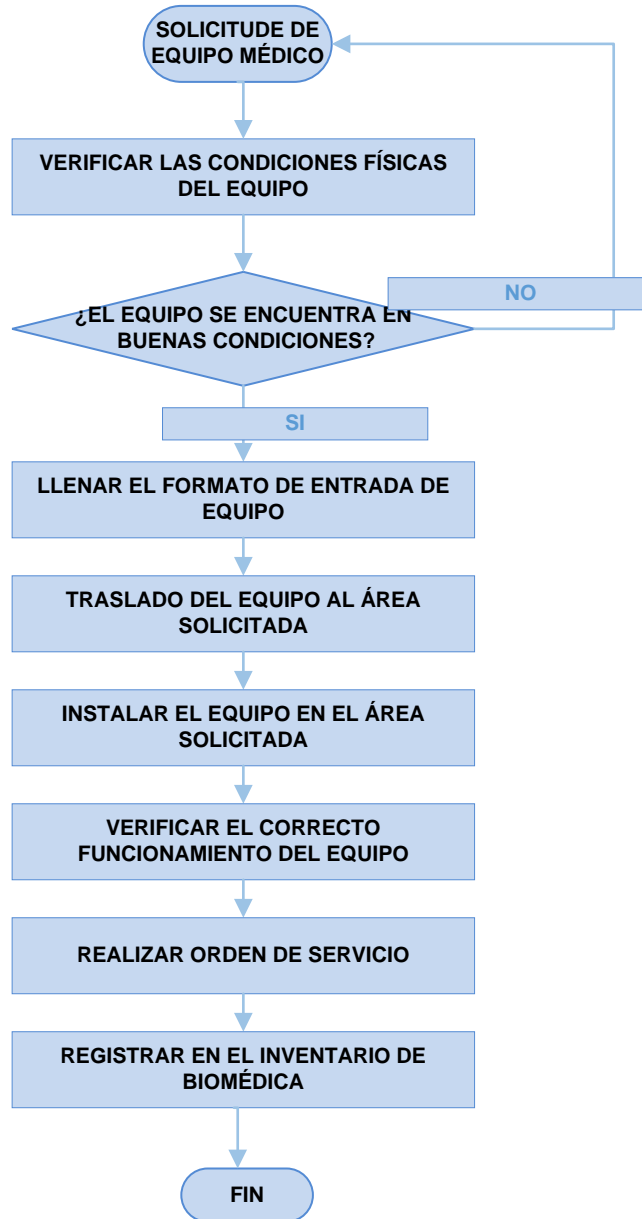 SOLICITUDE DE
EQUIPO MÉDICO
VERIFICAR LAS CONDICIONES FÍSICAS
DEL EQUIPO
¿EL EQUIPO SE ENCUENTRA EN
BUENAS CONDICIONES?
NO
SI
LLENAR EL FORMATO DE ENTRADA DE
EQUIPO
TRASLADO DEL EQUIPO AL ÁREA
SOLICITADA
INSTALAR EL EQUIPO EN EL ÁREA
SOLICITADA
VERIFICAR EL CORRECTO
FUNCIONAMIENTO DEL EQUIPO
REALIZAR ORDEN DE SERVICIO
REGISTRAR EN EL INVENTARIO DE
BIOMÉDICA
FIN